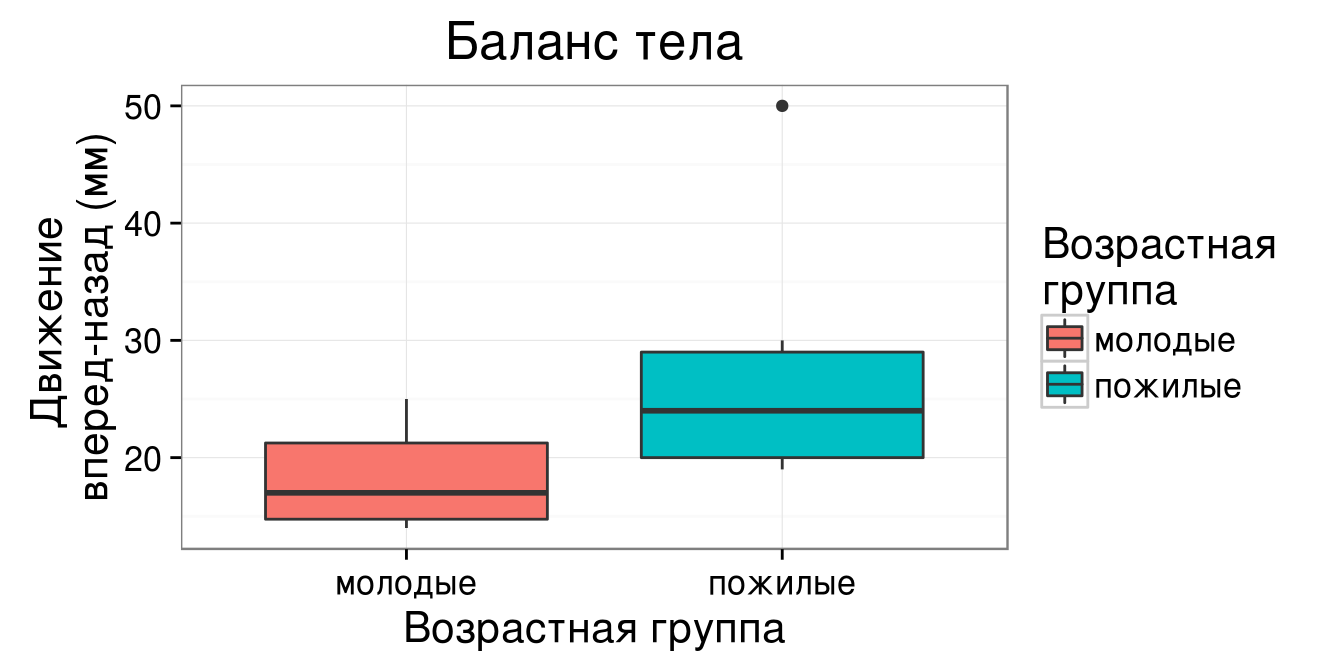 Баланс тела
Движение
вперед-назад (мм)
50
40
30
20
молодые
пожилые
Возрастная группа
Возрастная
группа
молодые
пожилые